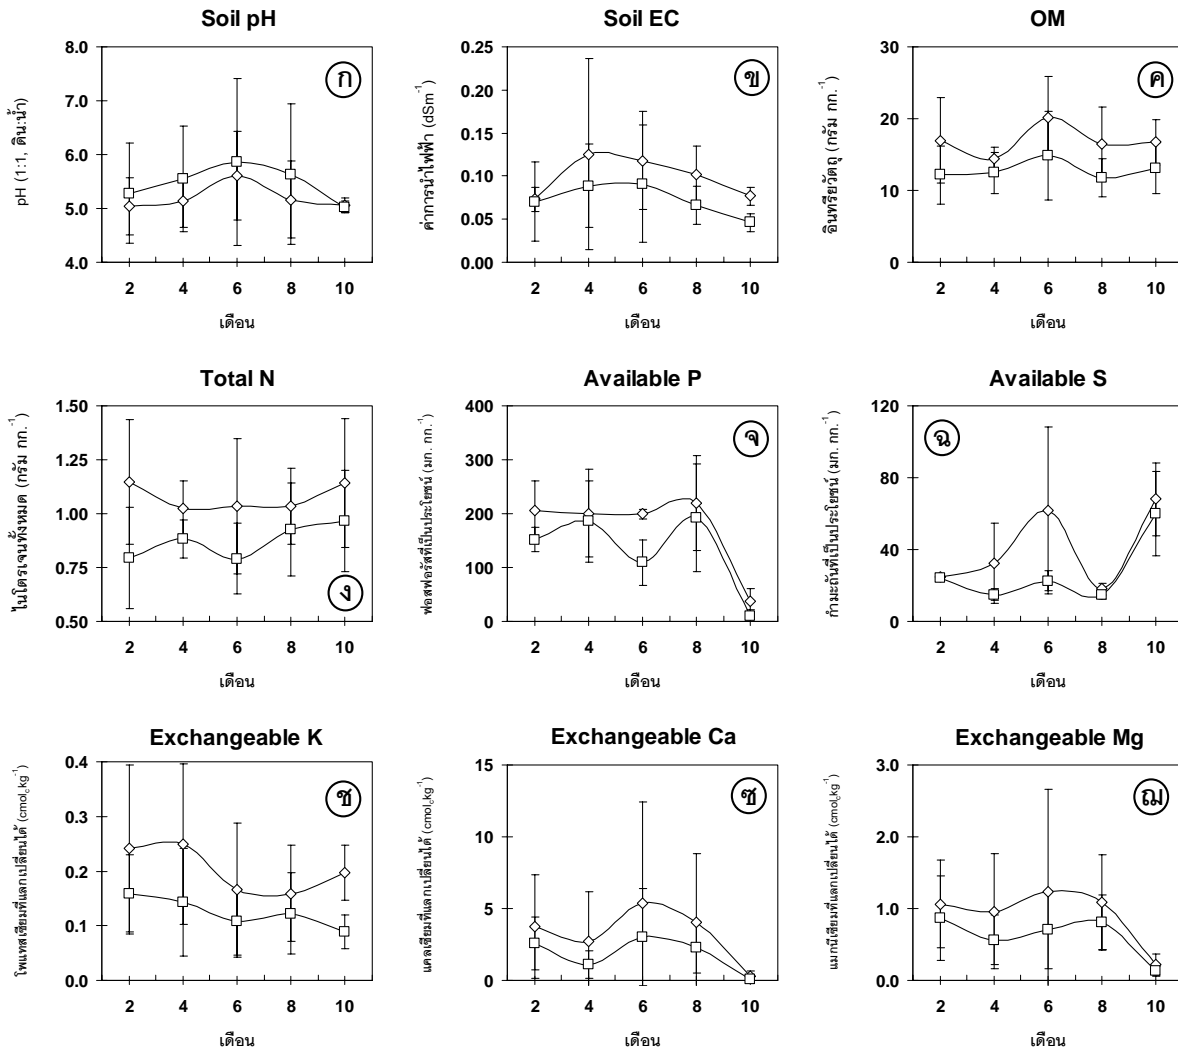 Soil pH
8.0
7.0
6.0
5.0
4.0
pH (1:1, ดิน:น้ำ)
ก
2 4 6 8 10
เดือน
Soil EC
0.25
0.20
0.15
0.10
0.05
0.00
ค่าการนำไฟฟ้า (dSm⁻¹)
ข
2 4 6 8 10
เดือน
OM
30
20
10
0
อินทรียวัตถุ (กรัม กก.⁻¹)
ค
2 4 6 8 10
เดือน
Total N
1.50
1.25
1.00
0.75
0.50
ไนโตรเจนทั้งหมด (กรัม กก.⁻¹)
ง
2 4 6 8 10
เดือน
Available P
400
300
200
100
0
ฟอสฟอรัสที่เป็นประโยชน์ (มก. กก.⁻¹)
จ
2 4 6 8 10
เดือน
Available S
120
80
40
0
กำมะถันที่เป็นประโยชน์ (มก. กก.⁻¹)
ฉ
2 4 6 8 10
เดือน
Exchangeable K
0.4
0.3
0.2
0.1
0.0
โพแทสเซียมที่แลกเปลี่ยนได้ (cmol꜀kg⁻¹)
ช
2 4 6 8 10
เดือน
Exchangeable Ca
15
10
5
0
แคลเซียมที่แลกเปลี่ยนได้ (cmol꜀kg⁻¹)
ซ
2 4 6 8 10
เดือน
Exchangeable Mg
3.0
2.0
1.0
0.0
แมกนีเซียมที่แลกเปลี่ยนได้ (cmol꜀kg⁻¹)
ฌ
2 4 6 8 10
เดือน